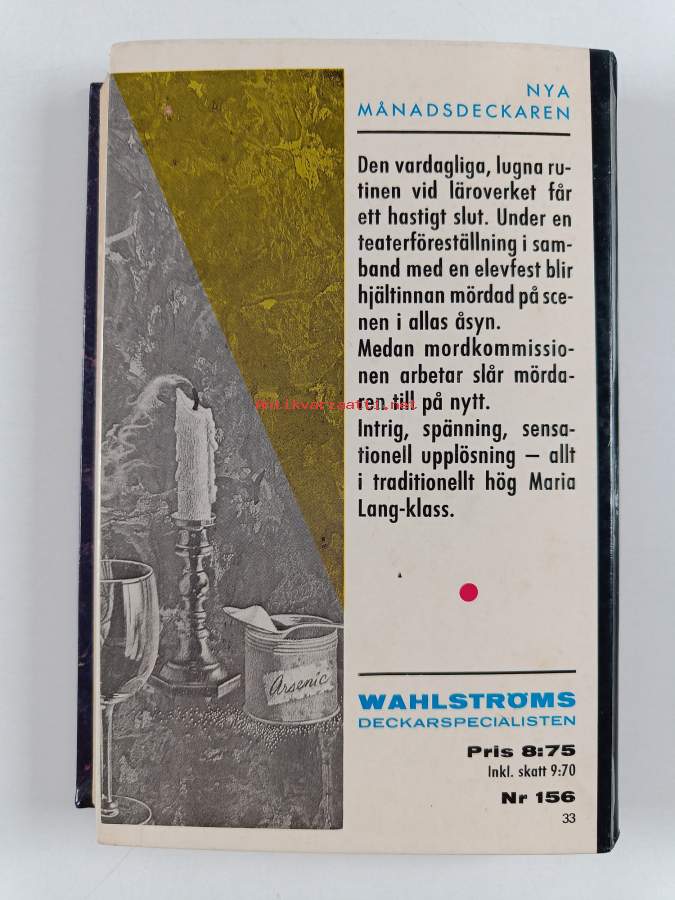 NYA
MÅNADSDECKAREN
Den vardagliga, lugna ru-
tinen vid läroverket får
ett hastigt slut. Under en
teaterföreställning i sam-
band med en elevfest blir
hjältinnan mördad på sce-
nen i allas åsyn.
Medan mordkommissio-
nen arbetar slår mörda-
ren till på nytt.
Intrig, spänning, sensa-
tionell upplösning – allt
i traditionellt hög Maria
Lang-klass.
Antikvariaatti.net
Arsenic
WAHLSTRÖMS
DECKARSPECIALISTEN
Pris 8:75
Inkl. skatt 9:70
Nr 156
33